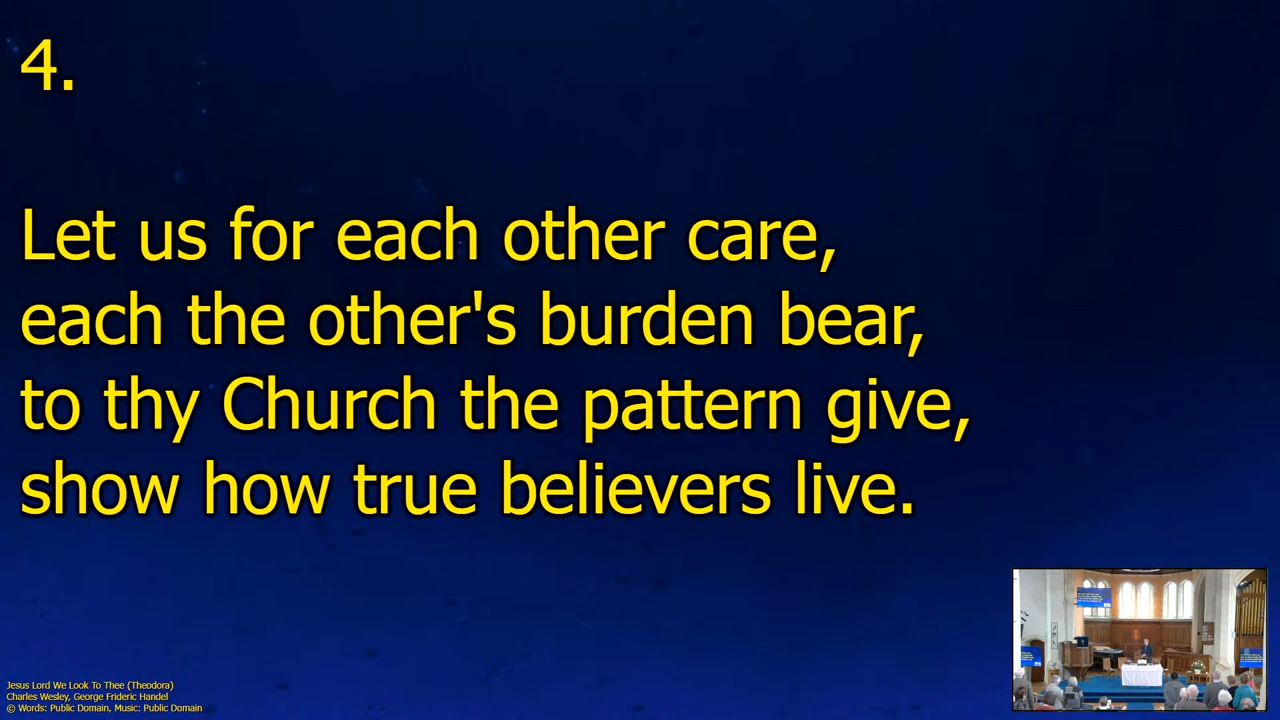 4.
Let us for each other care,
each the other's burden bear,
to thy Church the pattern give,
show how true believers live.
Jesus Lord We Look To Thee (Theodora)
Charles Wesley, George Frideric Handel
© Words: Public Domain, Music: Public Domain